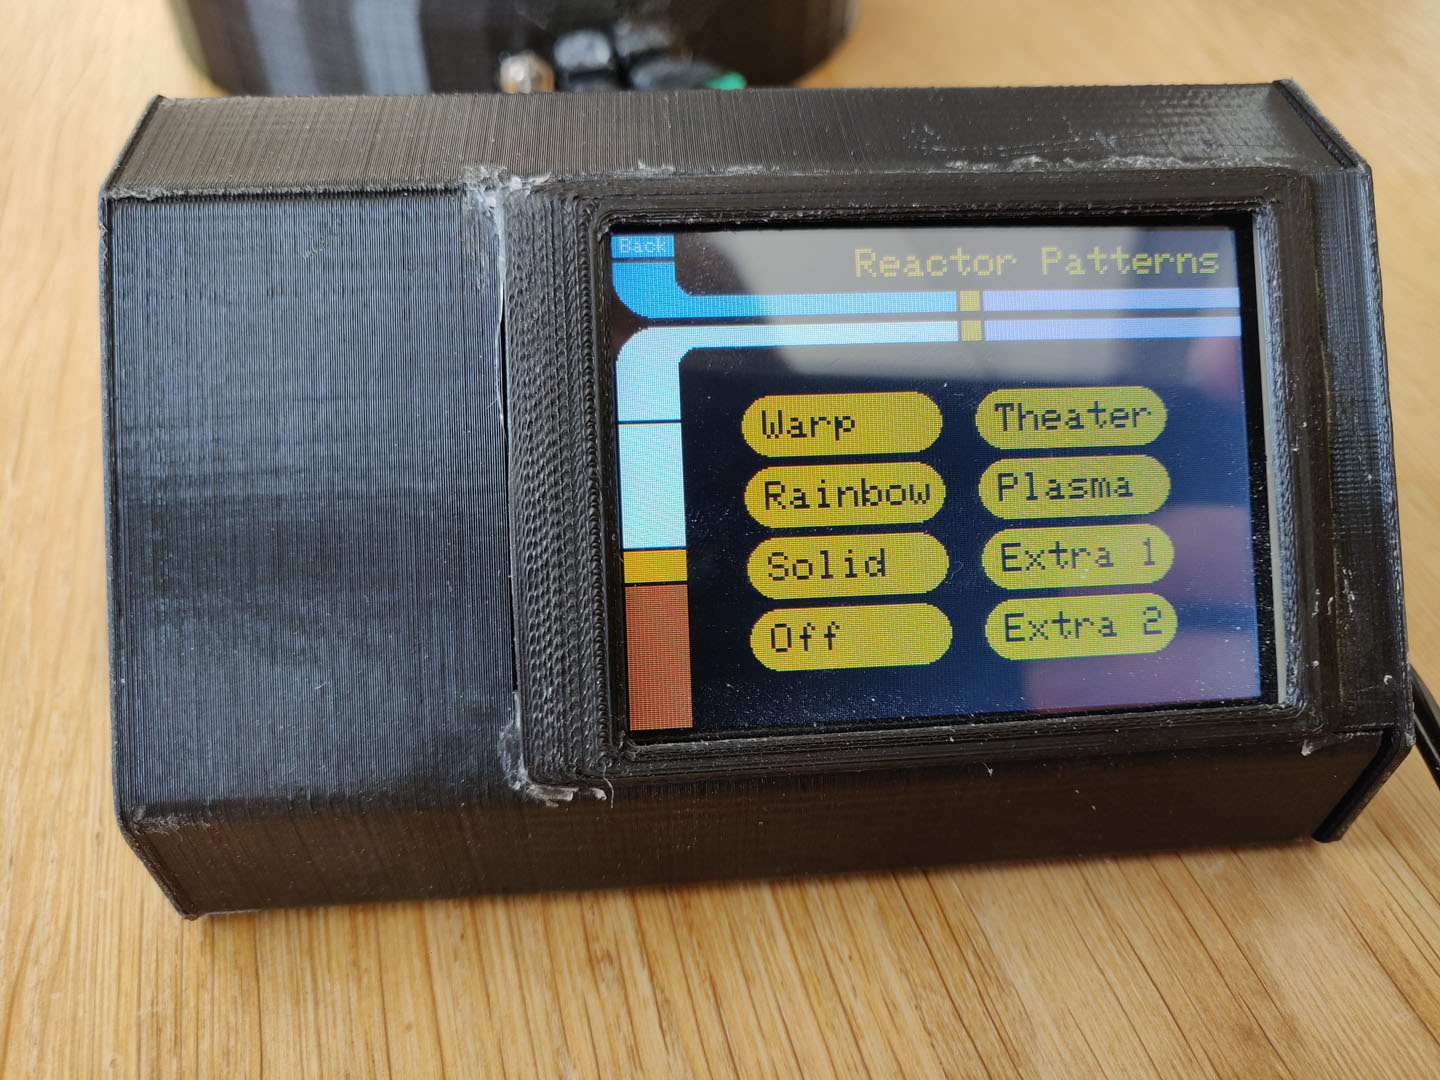 Back
Reactor Patterns
Warp
Theater
Rainbow
Plasma
Solid
Extra 1
Off
Extra 2